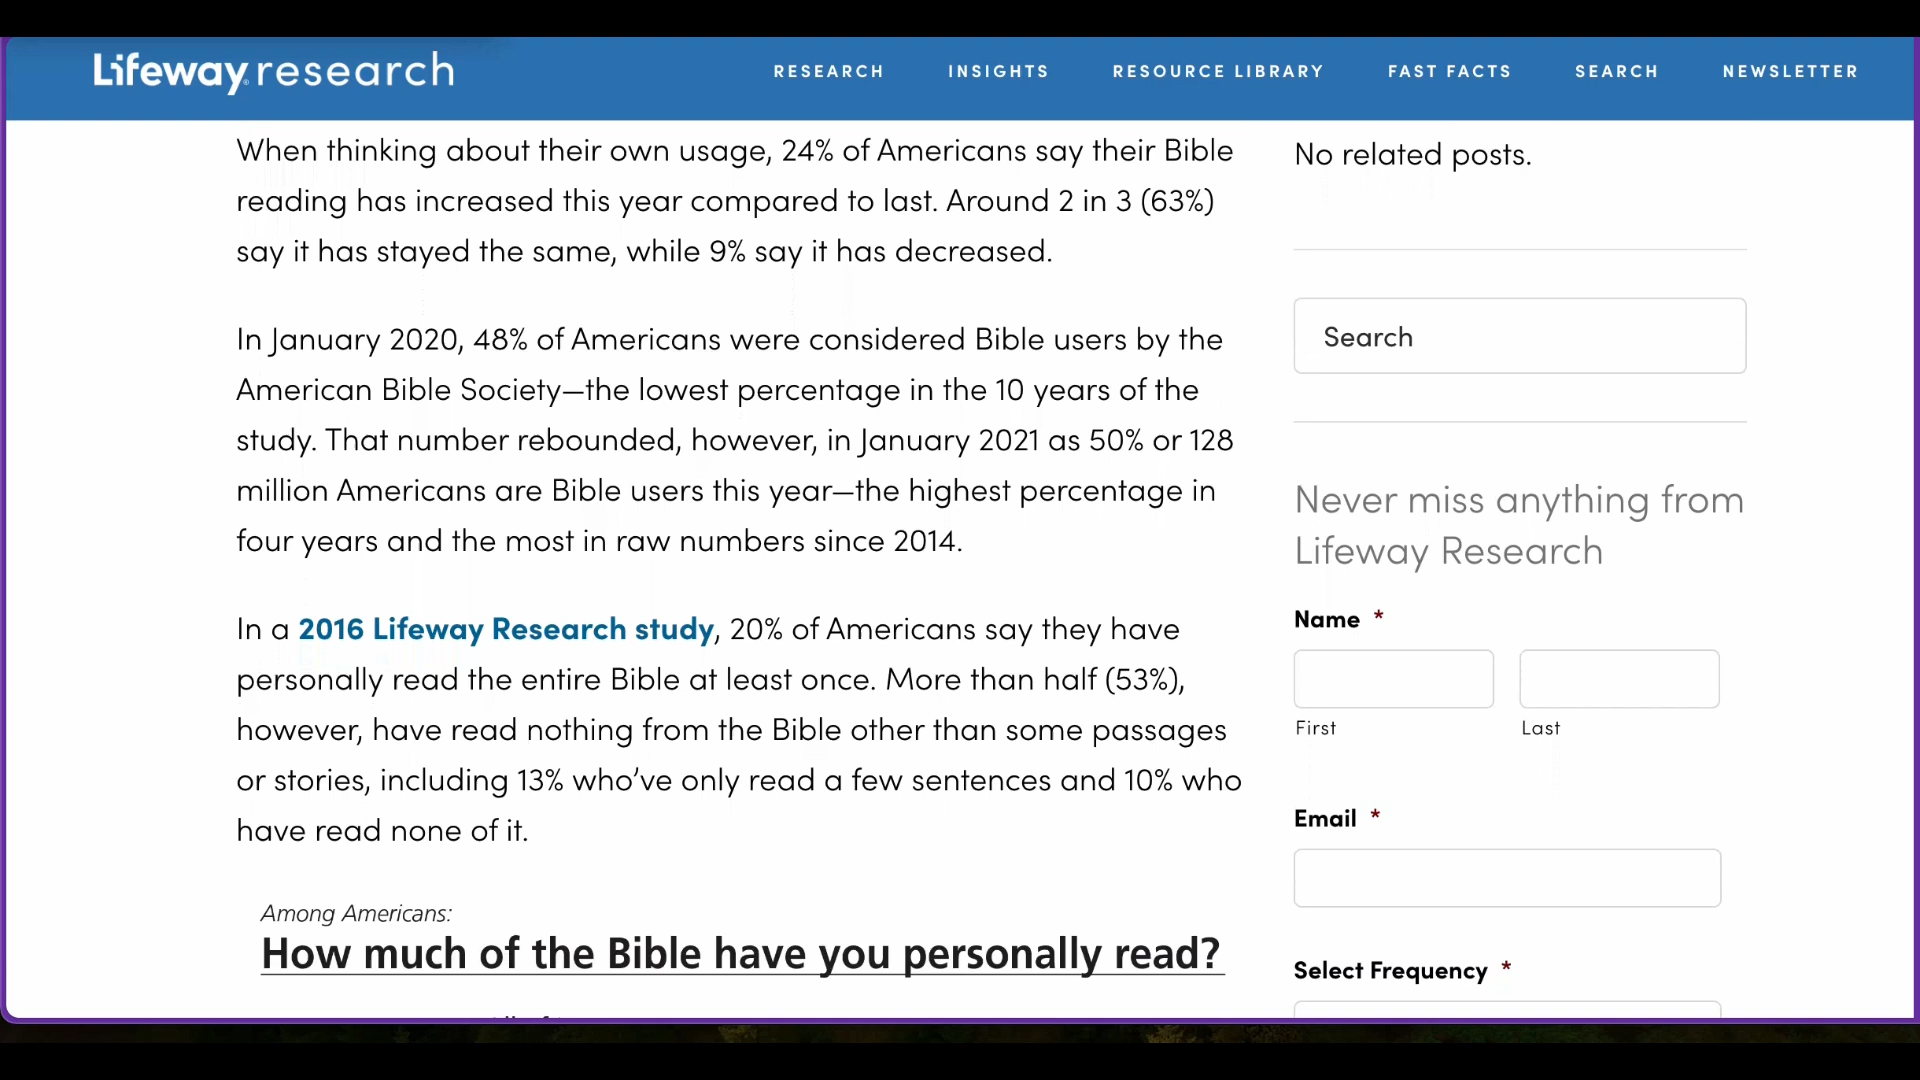 Lifeway research
RESEARCH INSIGHTS RESOURCE LIBRARY FAST FACTS SEARCH NEWSLETTER
When thinking about their own usage, 24% of Americans say their Bible
reading has increased this year compared to last. Around 2 in 3 (63%)
say it has stayed the same, while 9% say it has decreased.
In January 2020, 48% of Americans were considered Bible users by the
American Bible Society—the lowest percentage in the 10 years of the
study. That number rebounded, however, in January 2021 as 50% or 128
million Americans are Bible users this year—the highest percentage in
four years and the most in raw numbers since 2014.
In a 2016 Lifeway Research study, 20% of Americans say they have
personally read the entire Bible at least once. More than half (53%),
however, have read nothing from the Bible other than some passages
or stories, including 13% who’ve only read a few sentences and 10% who
have read none of it.
Among Americans:
How much of the Bible have you personally read?
No related posts.
Search
Never miss anything from
Lifeway Research
Name *
First Last
Email *
Select Frequency *